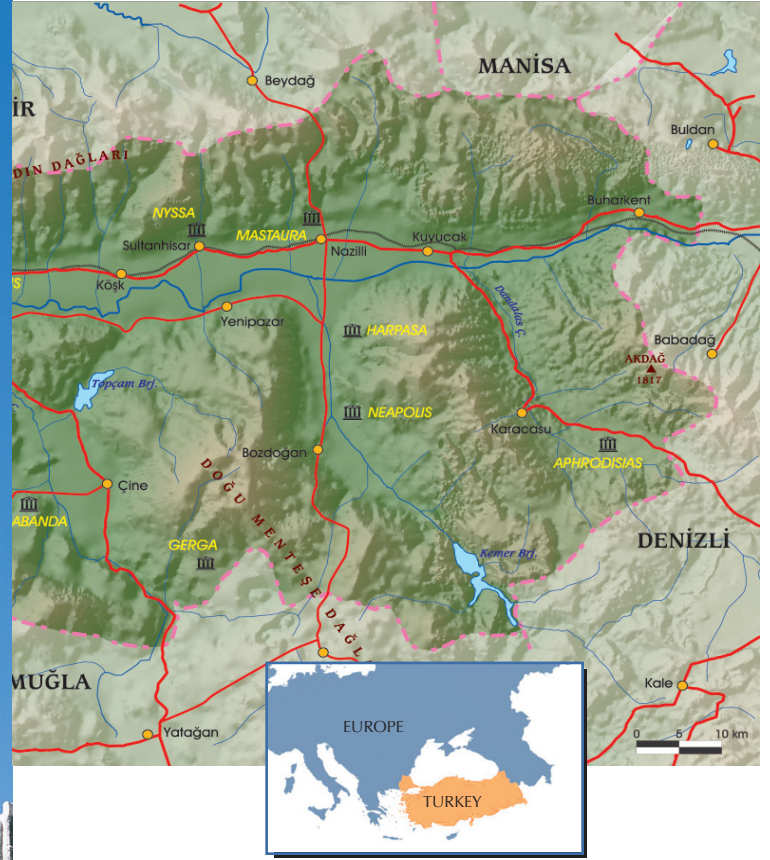 MANİSA
Beydağ
İR
Buldan
DIN DAĞLARI
Buharkent
NYSSA
MASTAURA
Kuyucak
Sultanhisar
Nazilli
Köşk
S
Dandalas Ç.
Yenipazar
HARPASA
Babadağ
AKDAĞ
1817
Topçam Brj.
NEAPOLIS
Karacasu
Bozdoğan
APHRODISIAS
Çine
DOĞU MENTEŞE DAĞL
ABANDA
GERGA
Kemer Brj.
DENİZLİ
MUĞLA
Kale
Yatağan
0 5 10 km
EUROPE
TURKEY